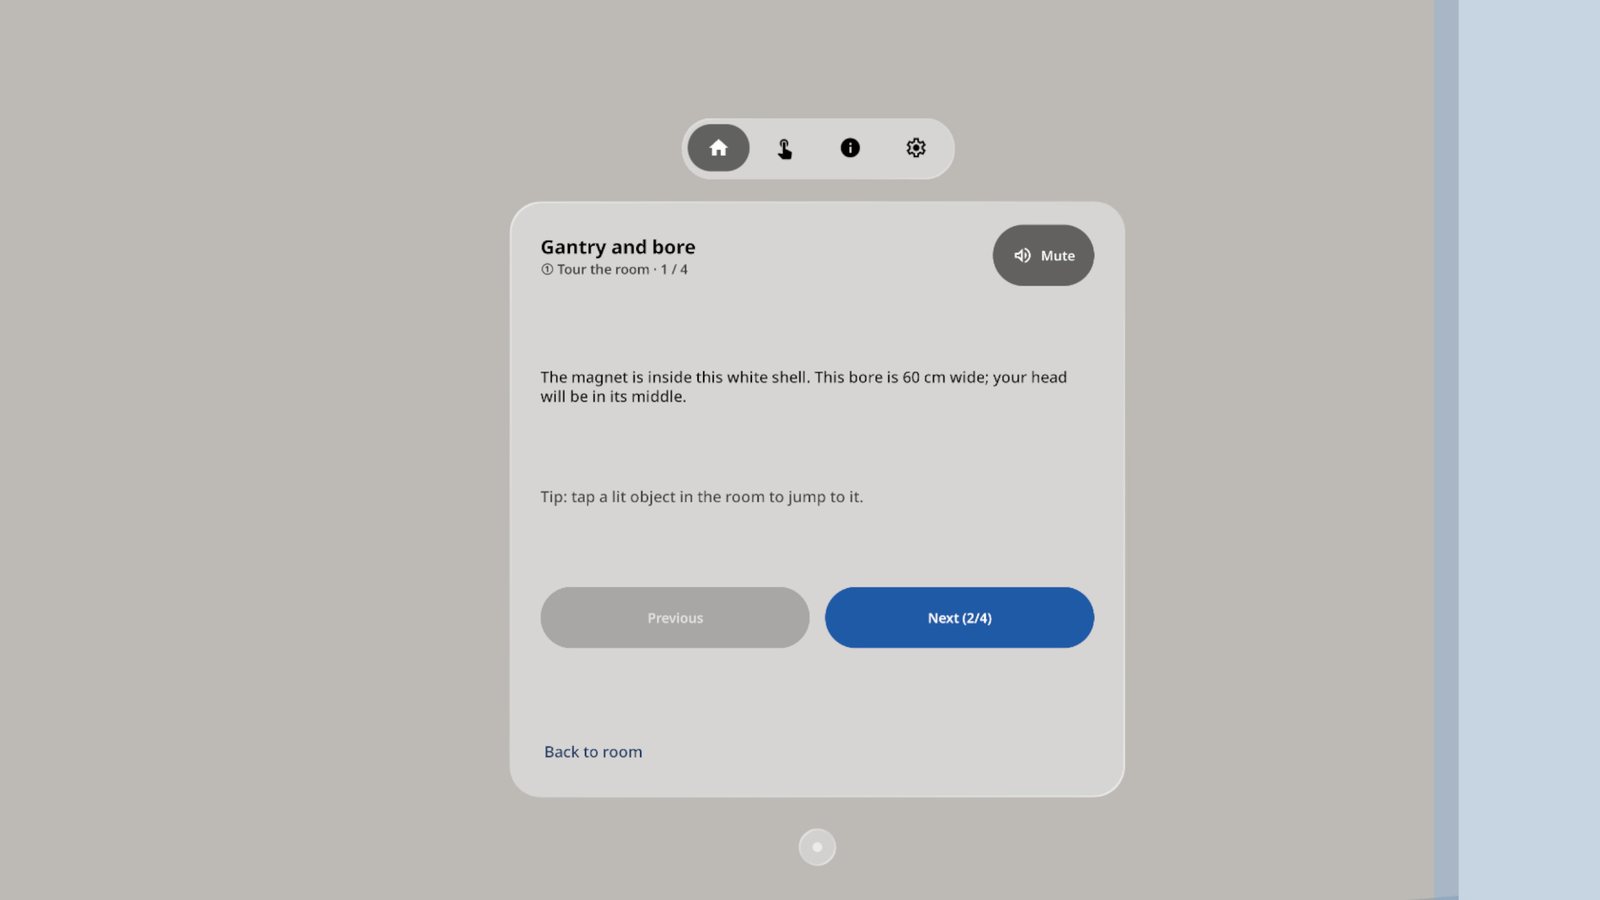 Gantry and bore
① Tour the room · 1 / 4
Mute
The magnet is inside this white shell. This bore is 60 cm wide; your head
will be in its middle.
Tip: tap a lit object in the room to jump to it.
Previous
Next (2/4)
Back to room